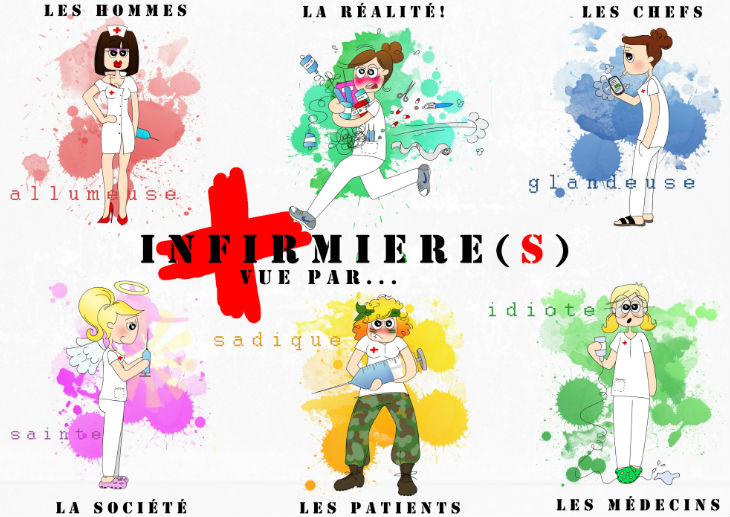 LES HOMMES
LA RÉALITÉ!
LES CHEFS
allumeuse
glandeuse
INFIRMIERE(S)
VUE PAR...
sadique
idiote
sainte
LA SOCIÉTÉ
LES PATIENTS
LES MÉDECINS